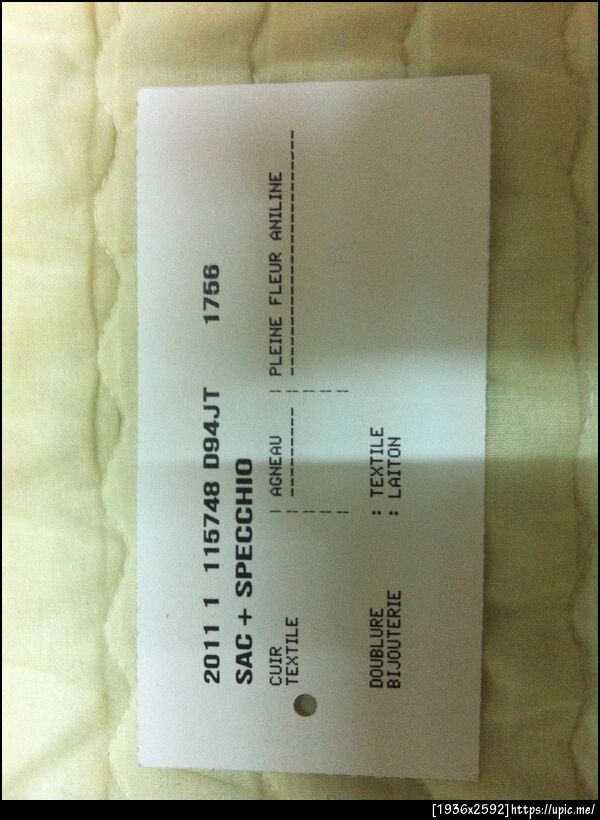 2011 1 115748 D94JT 1756
SAC + SPECCHIO
CUIR | AGNEAU | PLEINE FLEUR ANILINE
TEXTILE | -------- | ------------------------
DOUBLURE : TEXTILE
BIJOUTERIE : LAITON
[1936x2592]https://upic.me/